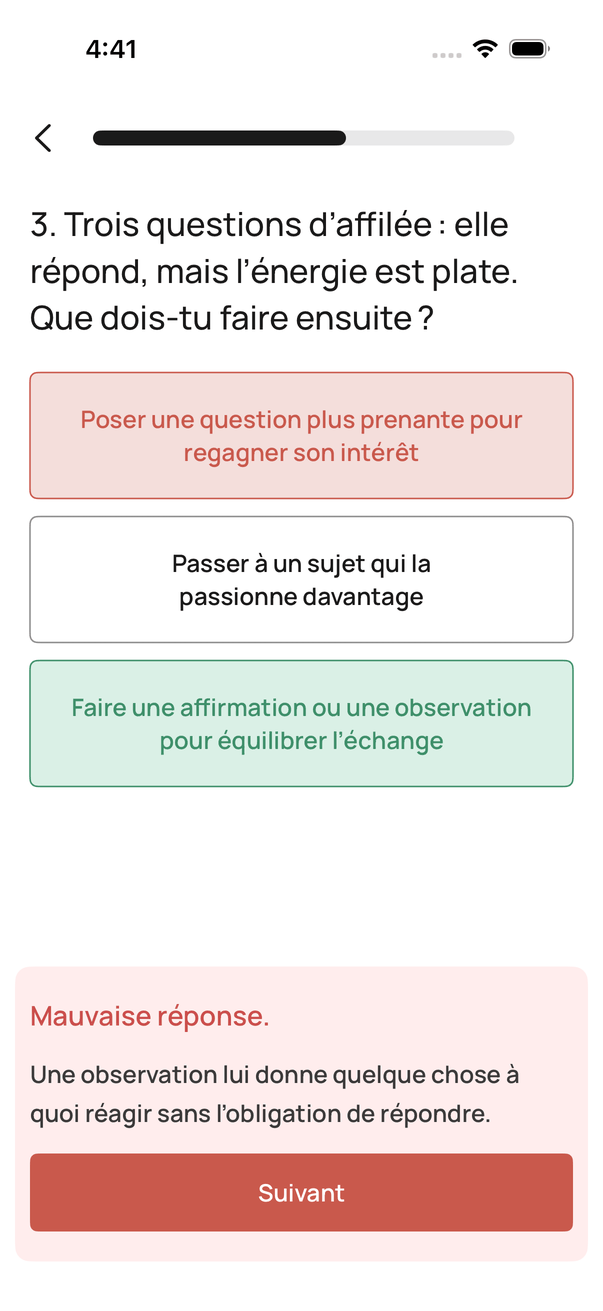 4:41
3. Trois questions d’affilée : elle
répond, mais l’énergie est plate.
Que dois-tu faire ensuite ?
Poser une question plus prenante pour
regagner son intérêt
Passer à un sujet qui la
passionne davantage
Faire une affirmation ou une observation
pour équilibrer l’échange
Mauvaise réponse.
Une observation lui donne quelque chose à
quoi réagir sans l’obligation de répondre.
Suivant